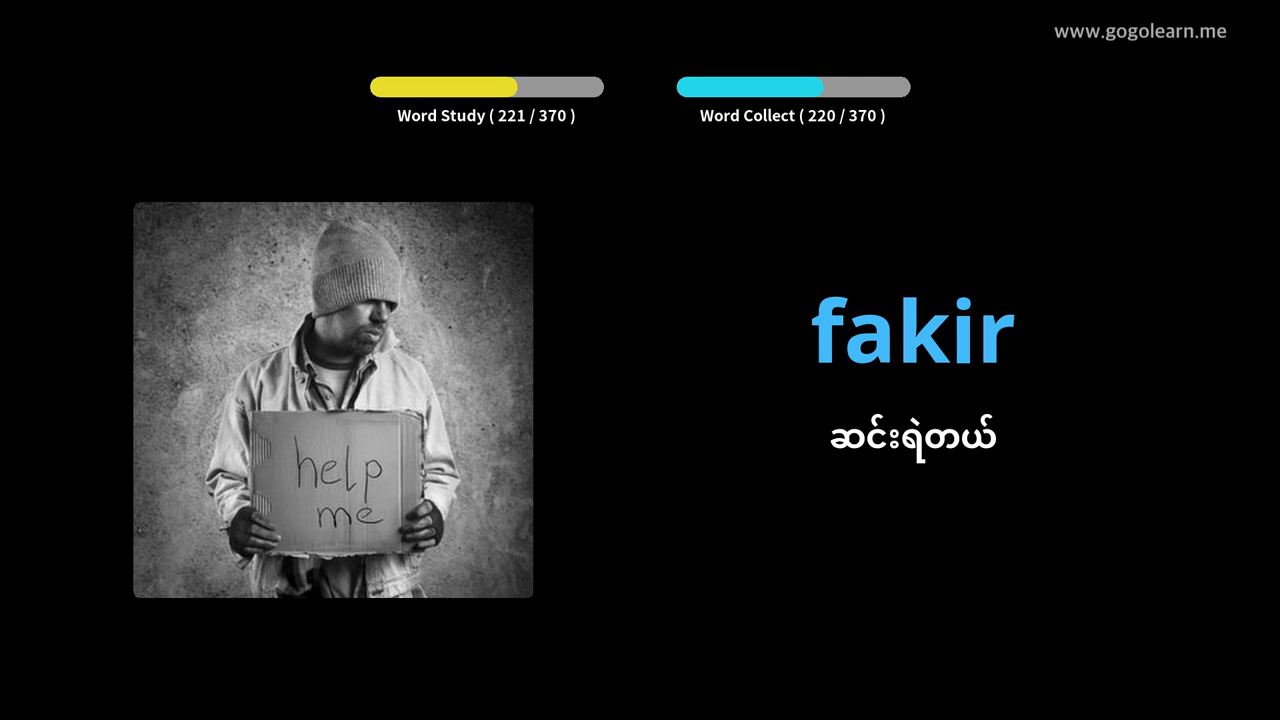 www.gogolearn.me
Word Study ( 221 / 370 )
Word Collect ( 220 / 370 )
help
me
fakir
ဆင်းရဲတယ်